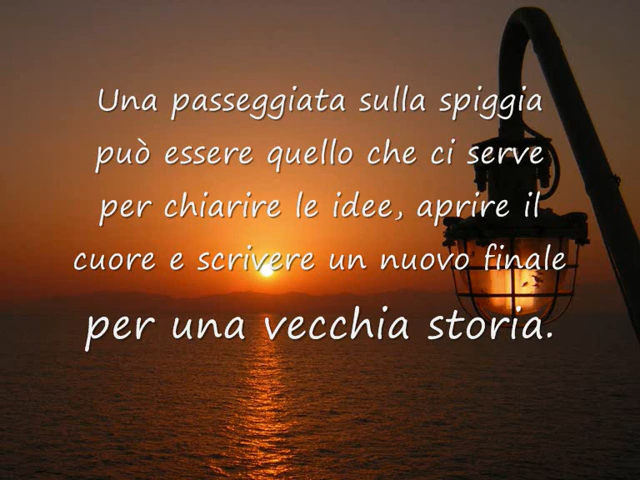 Una passeggiata sulla spiggia
può essere quello che ci serve
per chiarire le idee, aprire il
cuore e scrivere un nuovo finale
per una vecchia storia.